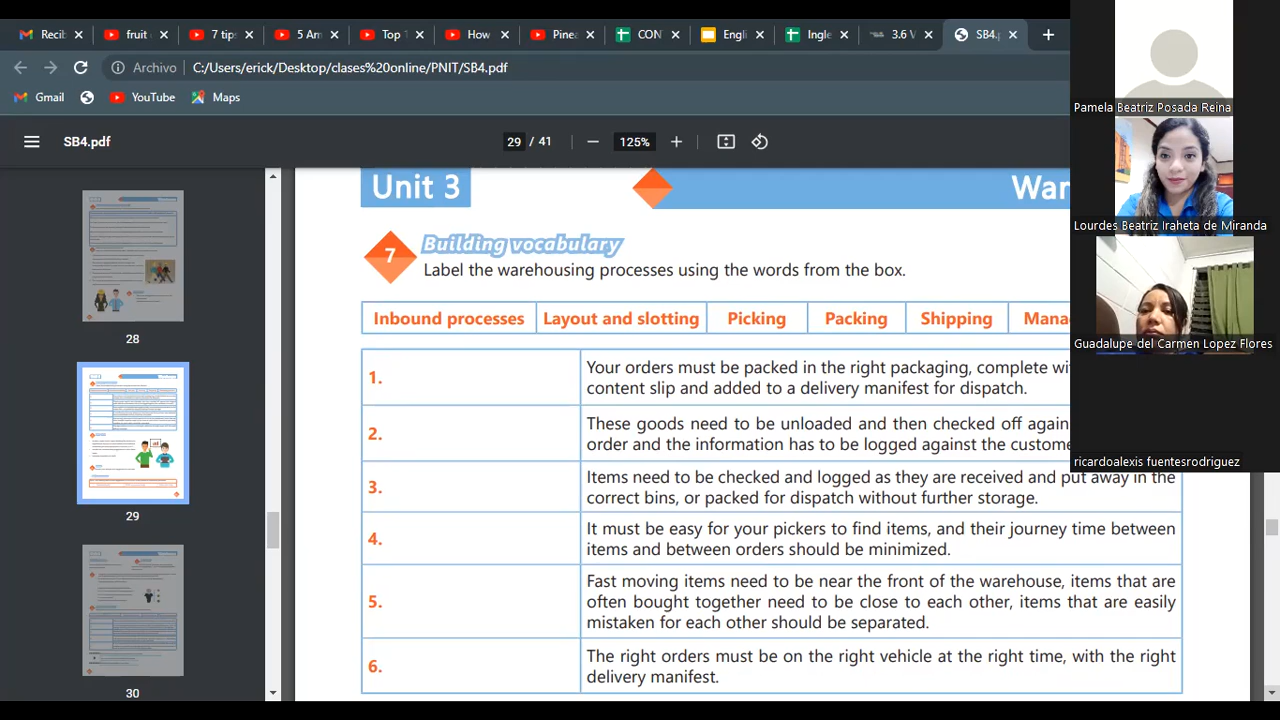 Recib
fruit
7 tip
5 Am
Top 1
How
Pine
CON
Engli
Ingle
3.6 V
SB4.p
Archivo C:/Users/erick/Desktop/clases%20online/PNIT/SB4.pdf
Gmail YouTube Maps
SB4.pdf
29 / 41
125%
28
29
30
Unit 3
War
7
Building vocabulary
Label the warehousing processes using the words from the box.
Inbound processes Layout and slotting Picking Packing Shipping Mana
1. Your orders must be packed in the right packaging, complete wi
content slip and added to a delivery manifest for dispatch.
2. These goods need to be unloaded and then checked off again
order and the information has to be logged against the custome
3. Items need to be checked and logged as they are received and put away in the
correct bins, or packed for dispatch without further storage.
4. It must be easy for your pickers to find items, and their journey time between
items and between orders should be minimized.
5. Fast moving items need to be near the front of the warehouse, items that are
often bought together need to be close to each other, items that are easily
mistaken for each other should be separated.
6. The right orders must be on the right vehicle at the right time, with the right
delivery manifest.
Pamela Beatriz Posada Reina
Lourdes Beatriz Iraheta de Miranda
Guadalupe del Carmen Lopez Flores
ricardoalexis fuentesrodriguez